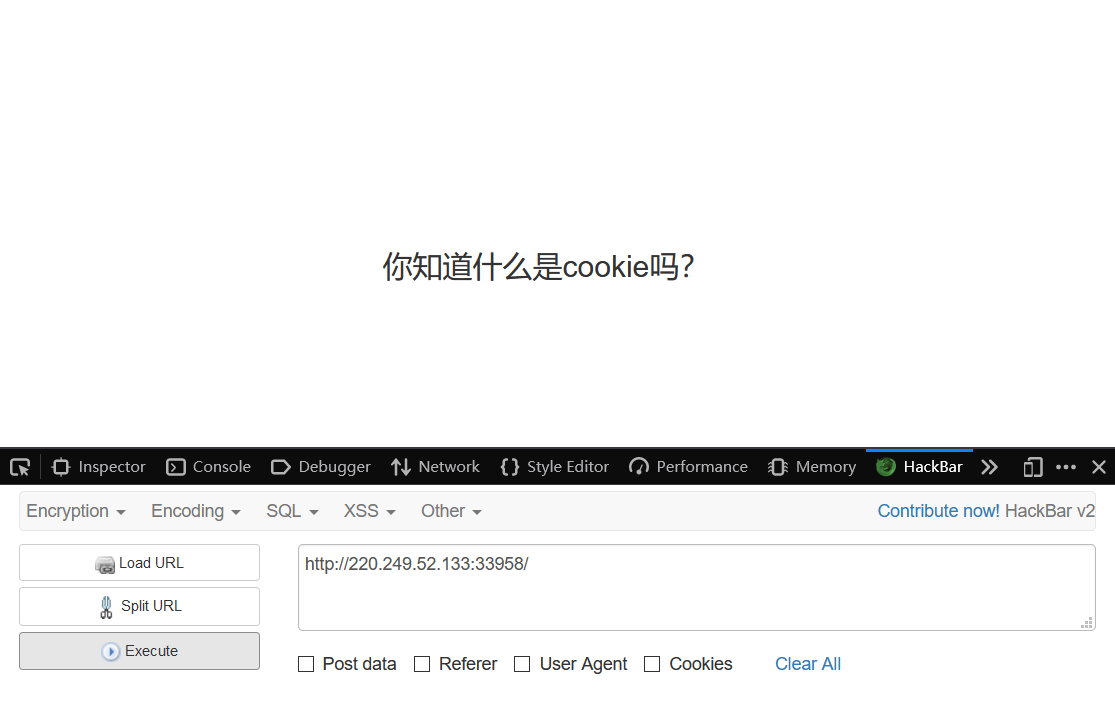 你知道什么是cookie吗？
Inspector Console Debugger Network Style Editor Performance Memory HackBar
Encryption Encoding SQL XSS Other Contribute now! HackBar v2
Load URL
http://220.249.52.133:33958/
Split URL
Execute
Post data Referer User Agent Cookies Clear All